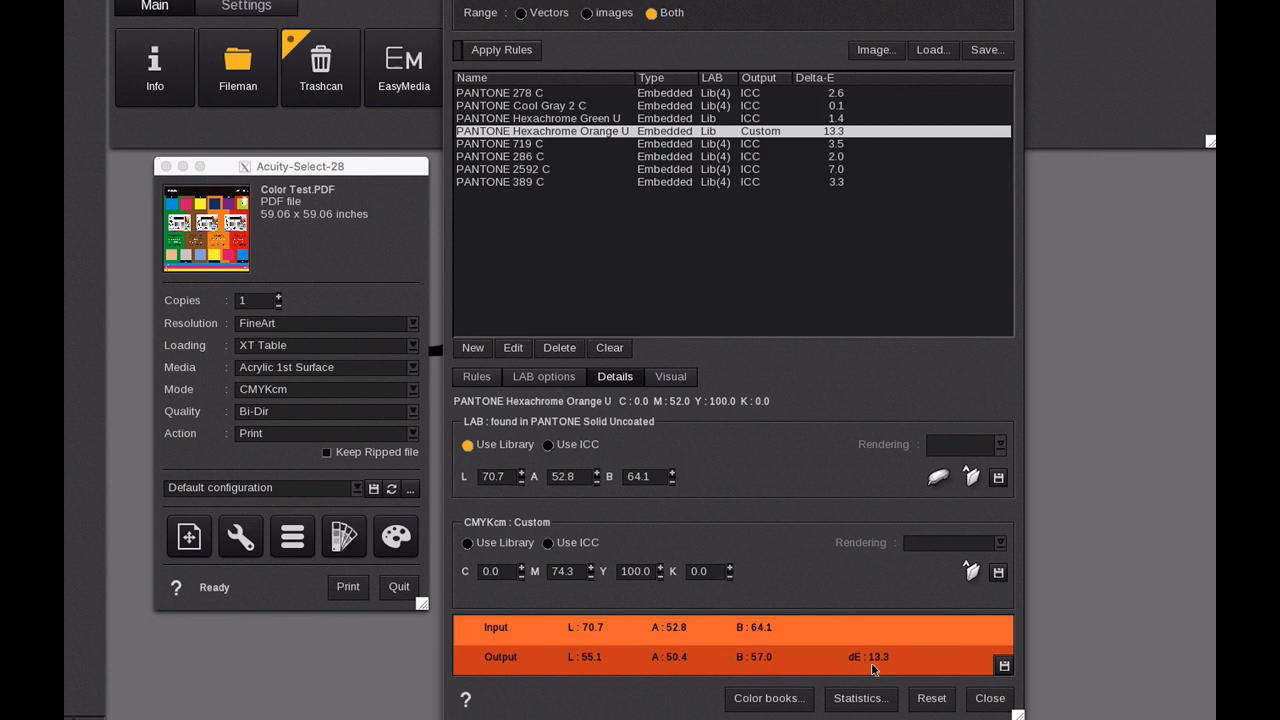 Main Settings
Info Fileman Trashcan EM EasyMedia
Range : Vectors images Both
Apply Rules Image... Load... Save...
Name Type LAB Output Delta-E
PANTONE 278 C Embedded Lib(4) ICC 2.6
PANTONE Cool Gray 2 C Embedded Lib(4) ICC 0.1
PANTONE Hexachrome Green U Embedded Lib ICC 1.4
PANTONE Hexachrome Orange U Embedded Lib Custom 13.3
PANTONE 719 C Embedded Lib(4) ICC 3.5
PANTONE 286 C Embedded Lib(4) ICC 2.0
PANTONE 2592 C Embedded Lib(4) ICC 7.0
PANTONE 389 C Embedded Lib(4) ICC 3.3
New Edit Delete Clear
Rules LAB options Details Visual
PANTONE Hexachrome Orange U C : 0.0 M : 52.0 Y : 100.0 K : 0.0
LAB : found in PANTONE Solid Uncoated
Use Library Use ICC Rendering :
L 70.7 A 52.8 B 64.1
CMYKcm : Custom
Use Library Use ICC Rendering :
C 0.0 M 74.3 Y 100.0 K 0.0
Input L : 70.7 A : 52.8 B : 64.1
Output L : 55.1 A : 50.4 B : 57.0 dE : 13.3
? Color books... Statistics... Reset Close
Acuity-Select-28
Color Test.PDF
PDF file
59.06 x 59.06 inches
Copies : 1
Resolution : FineArt
Loading : XT Table
Media : Acrylic 1st Surface
Mode : CMYKcm
Quality : Bi-Dir
Action : Print
Keep Ripped file
Default configuration ...
? Ready Print Quit